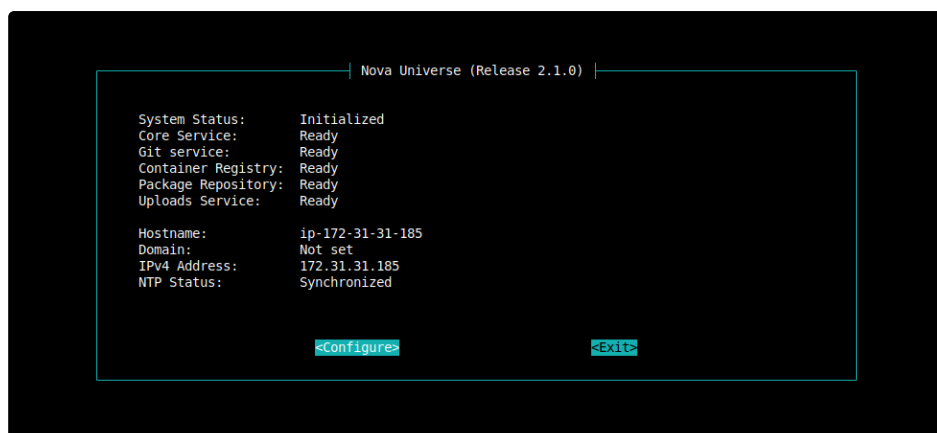 Nova Universe (Release 2.1.0)
System Status: Initialized
Core Service: Ready
Git service: Ready
Container Registry: Ready
Package Repository: Ready
Uploads Service: Ready
Hostname: ip-172-31-31-185
Domain: Not set
IPv4 Address: 172.31.31.185
NTP Status: Synchronized
<Configure> <Exit>